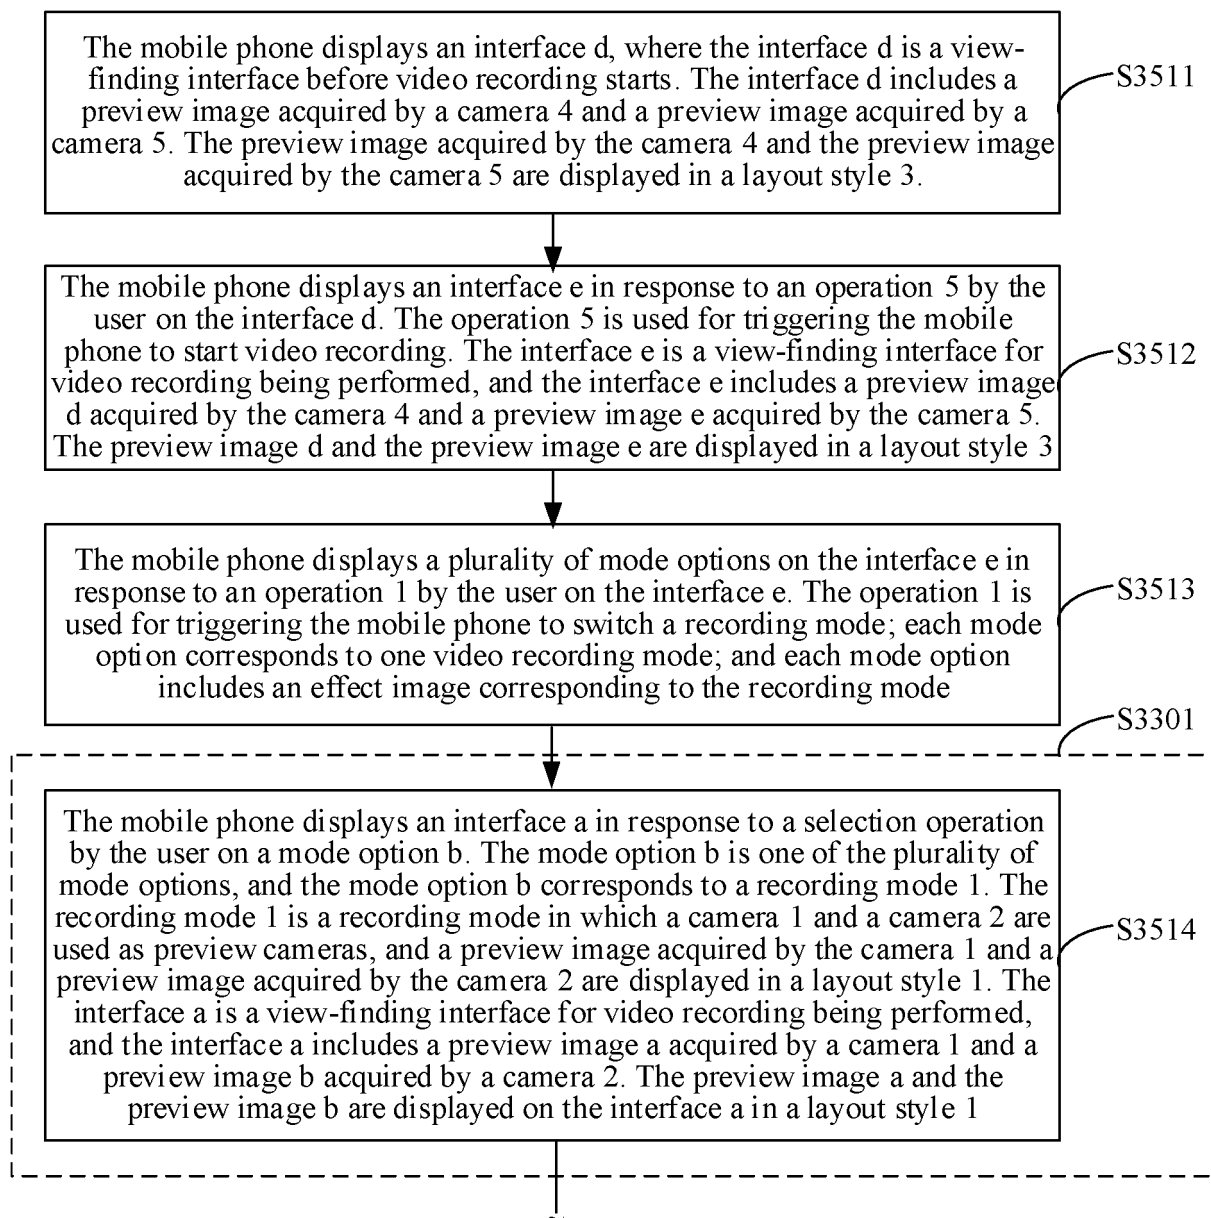 The mobile phone displays an interface d, where the interface d is a view-
finding interface before video recording starts. The interface d includes a
preview image acquired by a camera 4 and a preview image acquired by a
camera 5. The preview image acquired by the camera 4 and the preview image
acquired by the camera 5 are displayed in a layout style 3.
S3511
The mobile phone displays an interface e in response to an operation 5 by the
user on the interface d. The operation 5 is used for triggering the mobile
phone to start video recording. The interface e is a view-finding interface for
video recording being performed, and the interface e includes a preview image
d acquired by the camera 4 and a preview image e acquired by the camera 5.
The preview image d and the preview image e are displayed in a layout style 3
S3512
The mobile phone displays a plurality of mode options on the interface e in
response to an operation 1 by the user on the interface e. The operation 1 is
used for triggering the mobile phone to switch a recording mode; each mode
option corresponds to one video recording mode; and each mode option
includes an effect image corresponding to the recording mode
S3513
S3301
The mobile phone displays an interface a in response to a selection operation
by the user on a mode option b. The mode option b is one of the plurality of
mode options, and the mode option b corresponds to a recording mode 1. The
recording mode 1 is a recording mode in which a camera 1 and a camera 2 are
used as preview cameras, and a preview image acquired by the camera 1 and a
preview image acquired by the camera 2 are displayed in a layout style 1. The
interface a is a view-finding interface for video recording being performed,
and the interface a includes a preview image a acquired by a camera 1 and a
preview image b acquired by a camera 2. The preview image a and the
preview image b are displayed on the interface a in a layout style 1
S3514